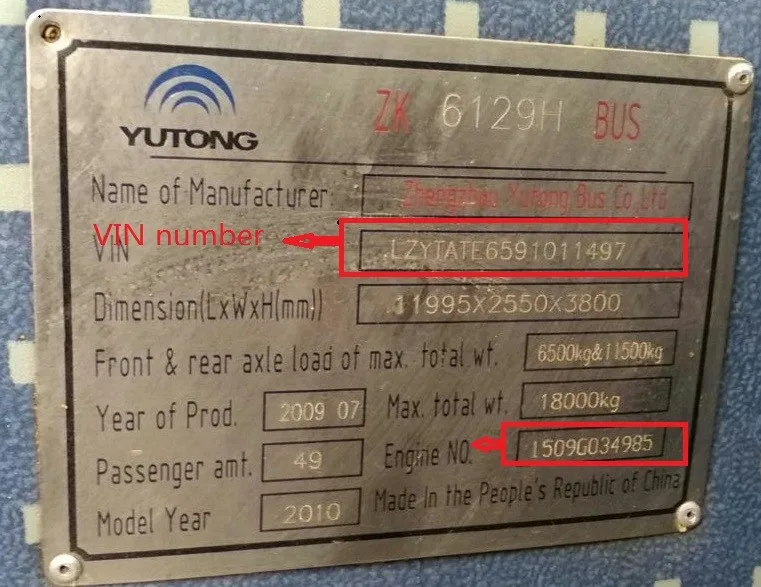 YUTONG
ZK 6129H BUS
Name of Manufacturer: Zhengzhou Yutong Bus Co.,Ltd
VIN number
VIN LZYTATE6591011497
Dimension(LxWxH(mm)) 11995X2550X3800
Front & rear axle load of max. total wt. 6500kg&11500kg
Year of Prod. 2009 07 Max. total wt. 18000kg
Passenger amt. 49 Engine NO. 1509G034985
Model Year 2010 Made In the People's Republic of China